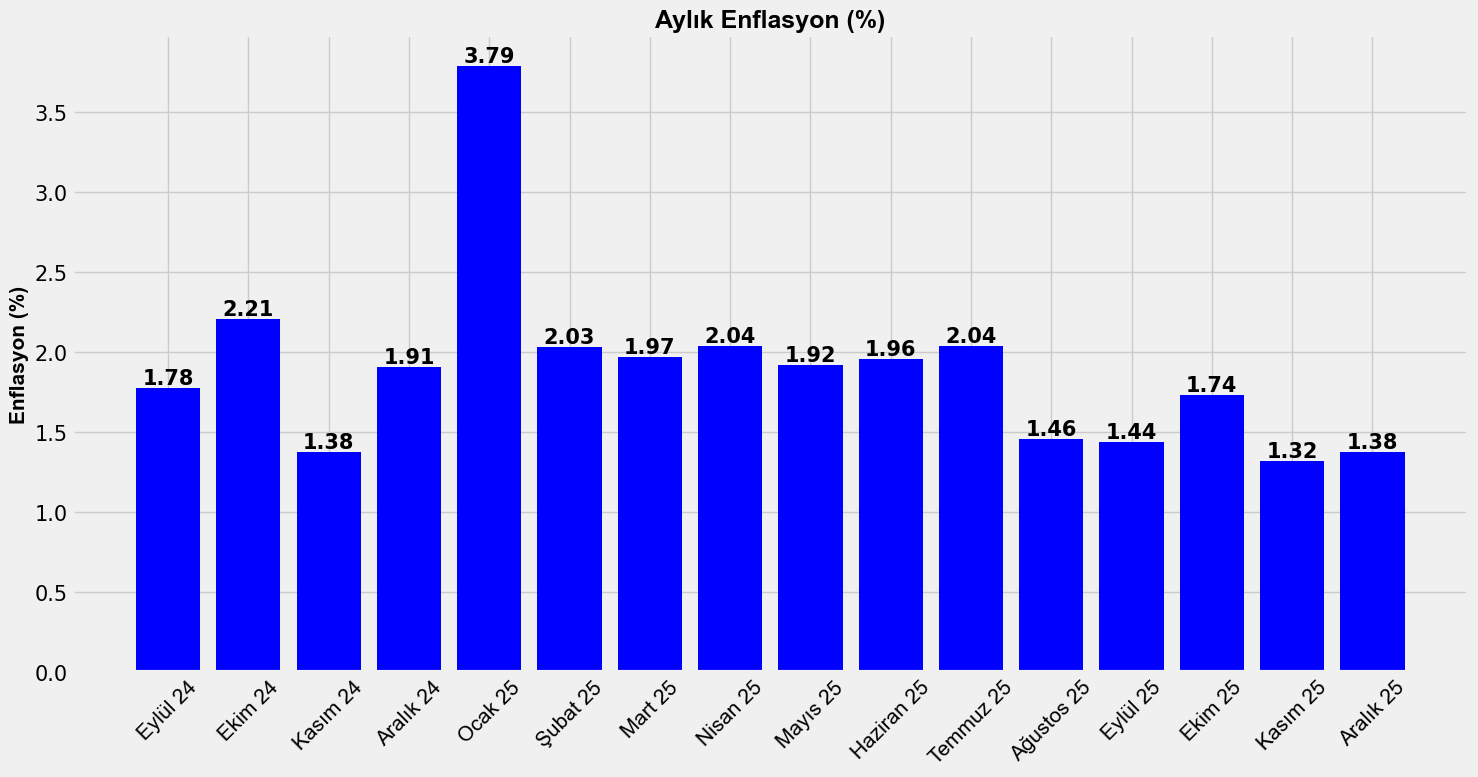 Aylık Enflasyon (%)
Enflasyon (%)
3.5
3.0
2.5
2.0
1.5
1.0
0.5
0.0
1.78
2.21
1.38
1.91
3.79
2.03
1.97
2.04
1.92
1.96
2.04
1.46
1.44
1.74
1.32
1.38
Eylül 24
Ekim 24
Kasım 24
Aralık 24
Ocak 25
Şubat 25
Mart 25
Nisan 25
Mayıs 25
Haziran 25
Temmuz 25
Ağustos 25
Eylül 25
Ekim 25
Kasım 25
Aralık 25